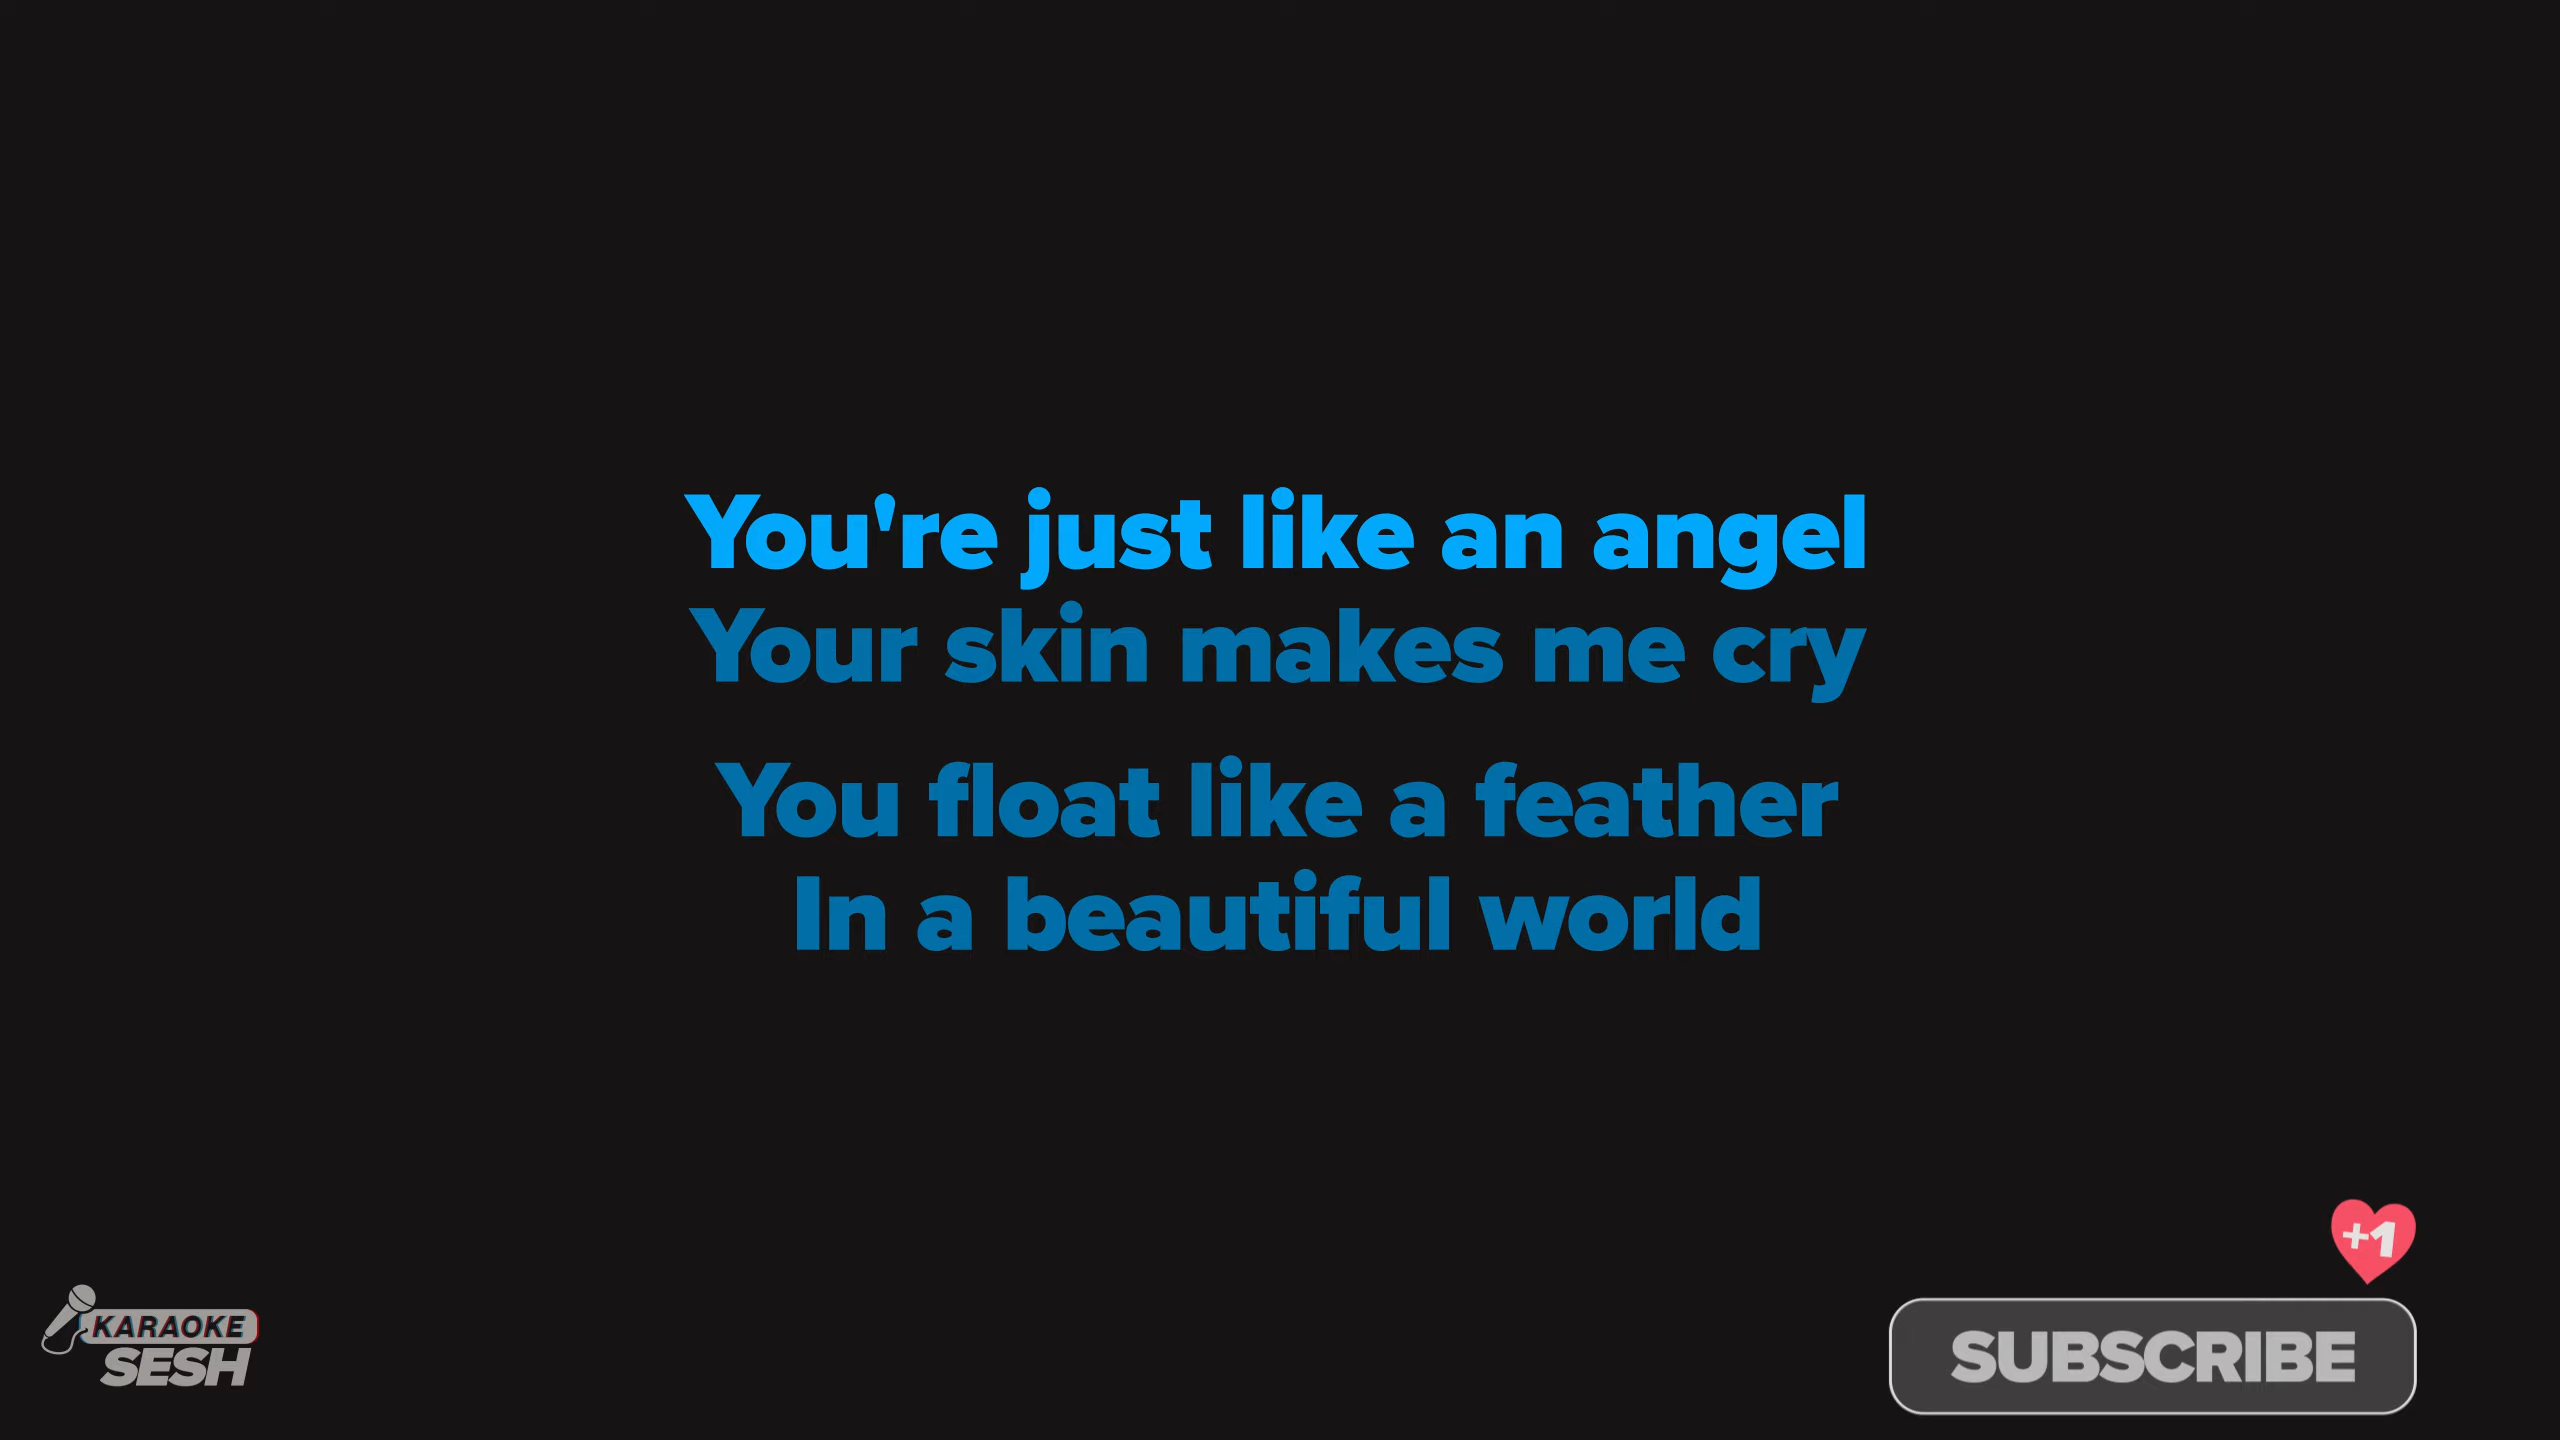 You're just like an angel
Your skin makes me cry
You float like a feather
In a beautiful world
+1
KARAOKE
SESH
SUBSCRIBE